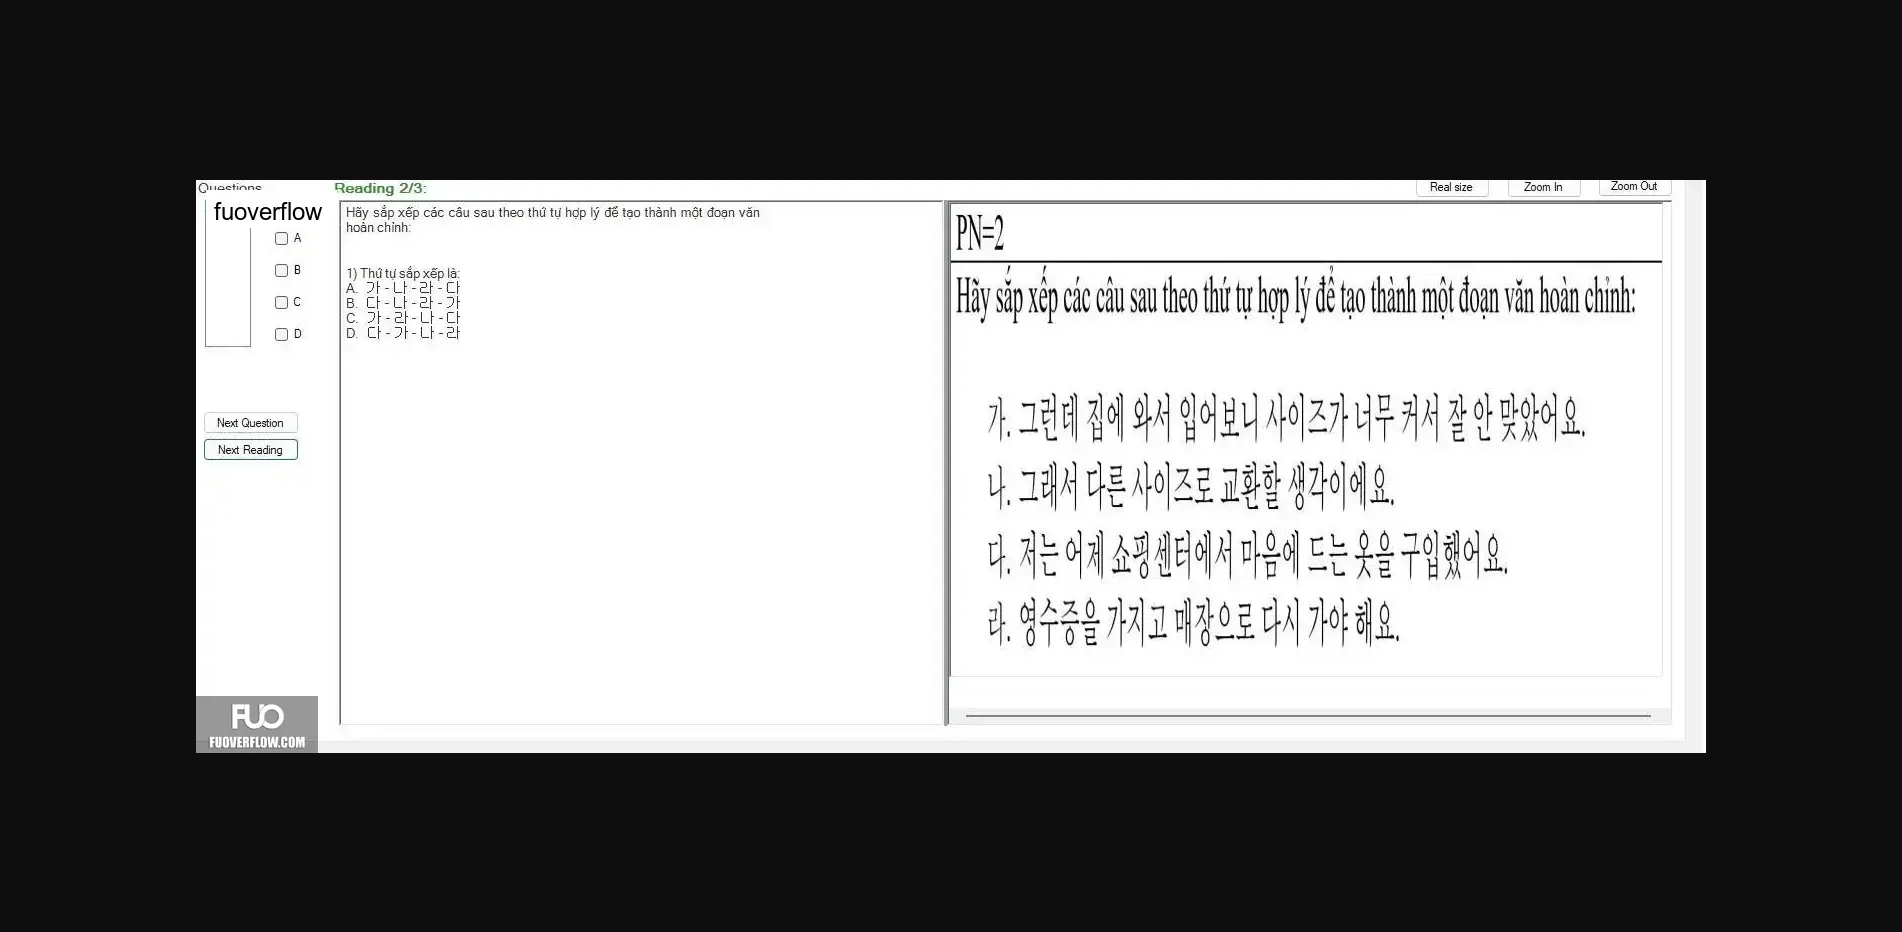 Questions
Reading 2/3:
Real size
Zoom In
Zoom Out
fuoverflow
A
B
C
D
Next Question
Next Reading
Hãy sắp xếp các câu sau theo thứ tự hợp lý để tạo thành một đoạn văn
hoàn chỉnh:
1) Thứ tự sắp xếp là:
A. 가 - 나 - 라 - 다
B. 다 - 나 - 라 - 가
C. 가 - 라 - 나 - 다
D. 다 - 가 - 나 - 라
PN=2
Hãy sắp xếp các câu sau theo thứ tự hợp lý để tạo thành một đoạn văn hoàn chỉnh:
가. 그런데 집에 와서 입어보니 사이즈가 너무 커서 잘 안 맞았어요.
나. 그래서 다른 사이즈로 교환할 생각이에요.
다. 저는 어제 쇼핑센터에서 마음에 드는 옷을 구입했어요.
라. 영수증을 가지고 매장으로 다시 가야 해요.
FUO
FUOVERFLOW.COM